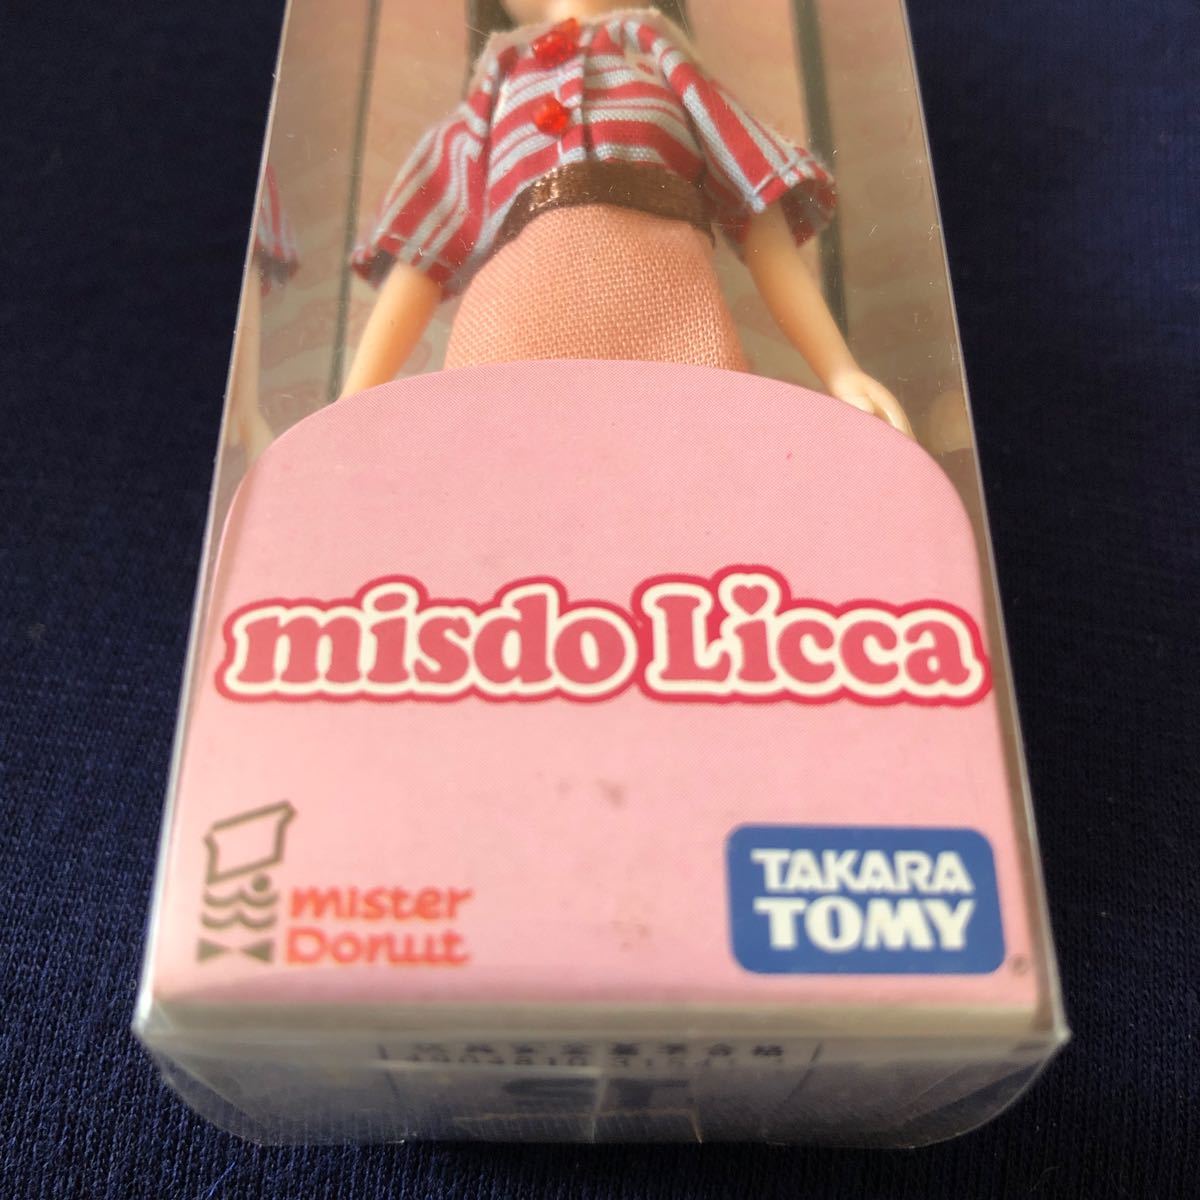 misdo Licca
mister
Donut
TAKARA
TOMY
®